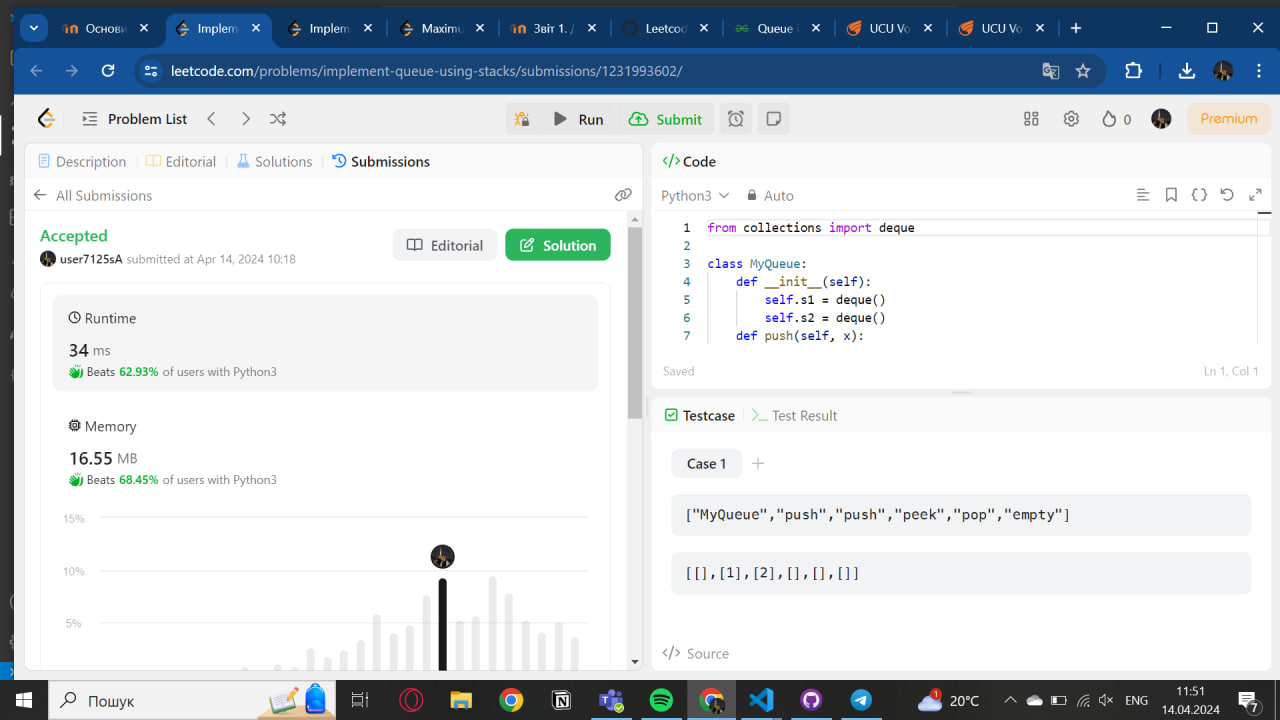 Основи
Implem
Implem
Maximu
Звіт 1. Д
Leetcod
Queue
UCU Vo
UCU Vo
leetcode.com/problems/implement-queue-using-stacks/submissions/1231993602/
Problem List
Run
Submit
0
Premium
Description
Editorial
Solutions
Submissions
All Submissions
Accepted
user7125sA submitted at Apr 14, 2024 10:18
Editorial
Solution
Runtime
34 ms
Beats 62.93% of users with Python3
Memory
16.55 MB
Beats 68.45% of users with Python3
15%
10%
5%
</> Code
Python3
Auto
1 from collections import deque
2
3 class MyQueue:
4 def __init__(self):
5 self.s1 = deque()
6 self.s2 = deque()
7 def push(self, x):
Saved
Ln 1, Col 1
Testcase
Test Result
Case 1
["MyQueue","push","push","peek","pop","empty"]
[[],[1],[2],[],[],[]]
</> Source
Пошук
1
20°C
ENG
11:51
14.04.2024
7